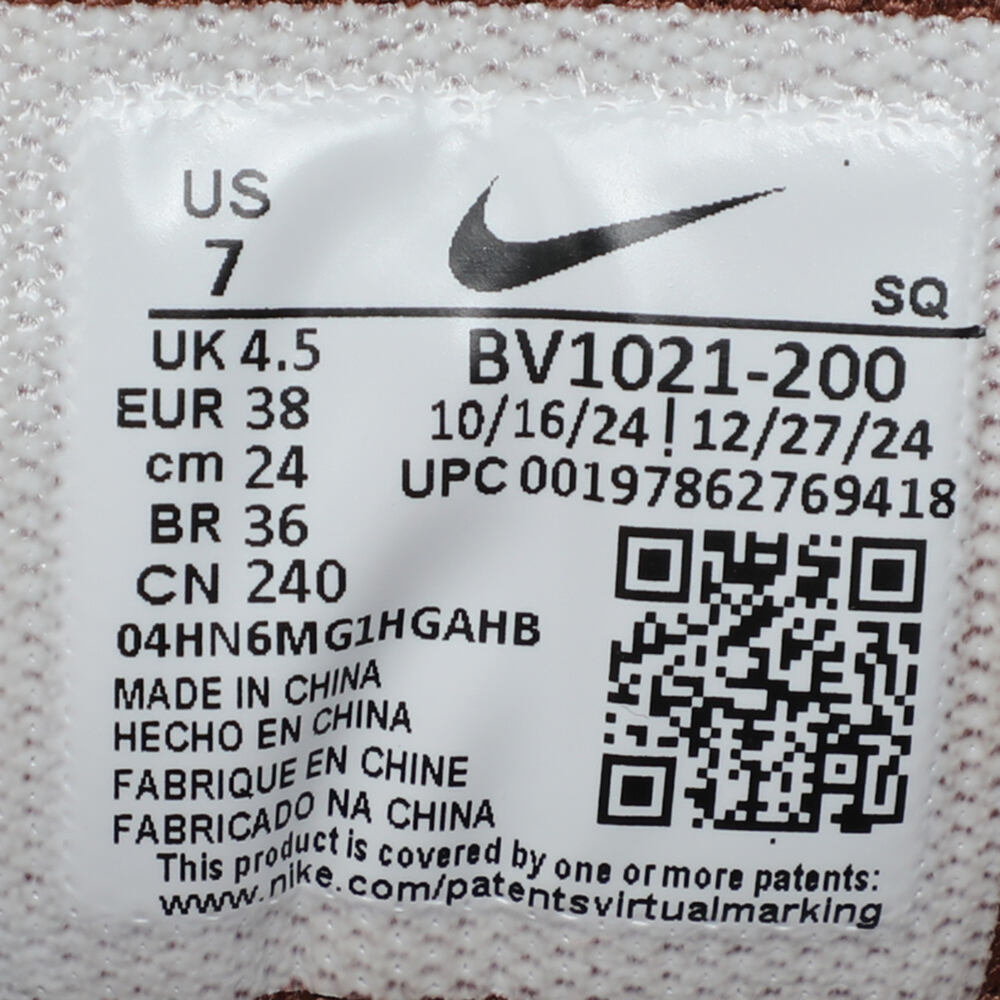 US
7
SQ
UK 4.5
EUR 38
cm 24
BR 36
CN 240
BV1021-200
10/16/24 | 12/27/24
UPC 00197862769418
04HN6MG1HGAHB
MADE IN CHINA
HECHO EN CHINA
FABRIQUE EN CHINE
FABRICADO NA CHINA
This product is covered by one or more patents:
www.nike.com/patentsvirtualmarking